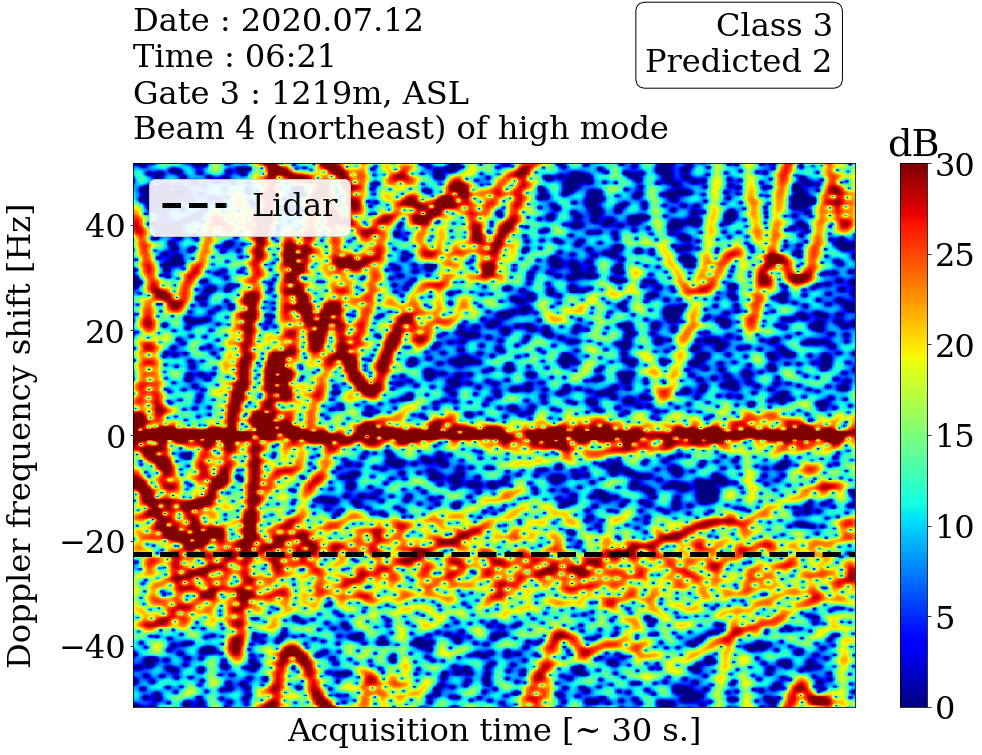 Date : 2020.07.12
Time : 06:21
Gate 3 : 1219m, ASL
Beam 4 (northeast) of high mode
Class 3
Predicted 2
dB
Lidar
Doppler frequency shift [Hz]
40
20
0
−20
−40
Acquisition time [~ 30 s.]
30
25
20
15
10
5
0